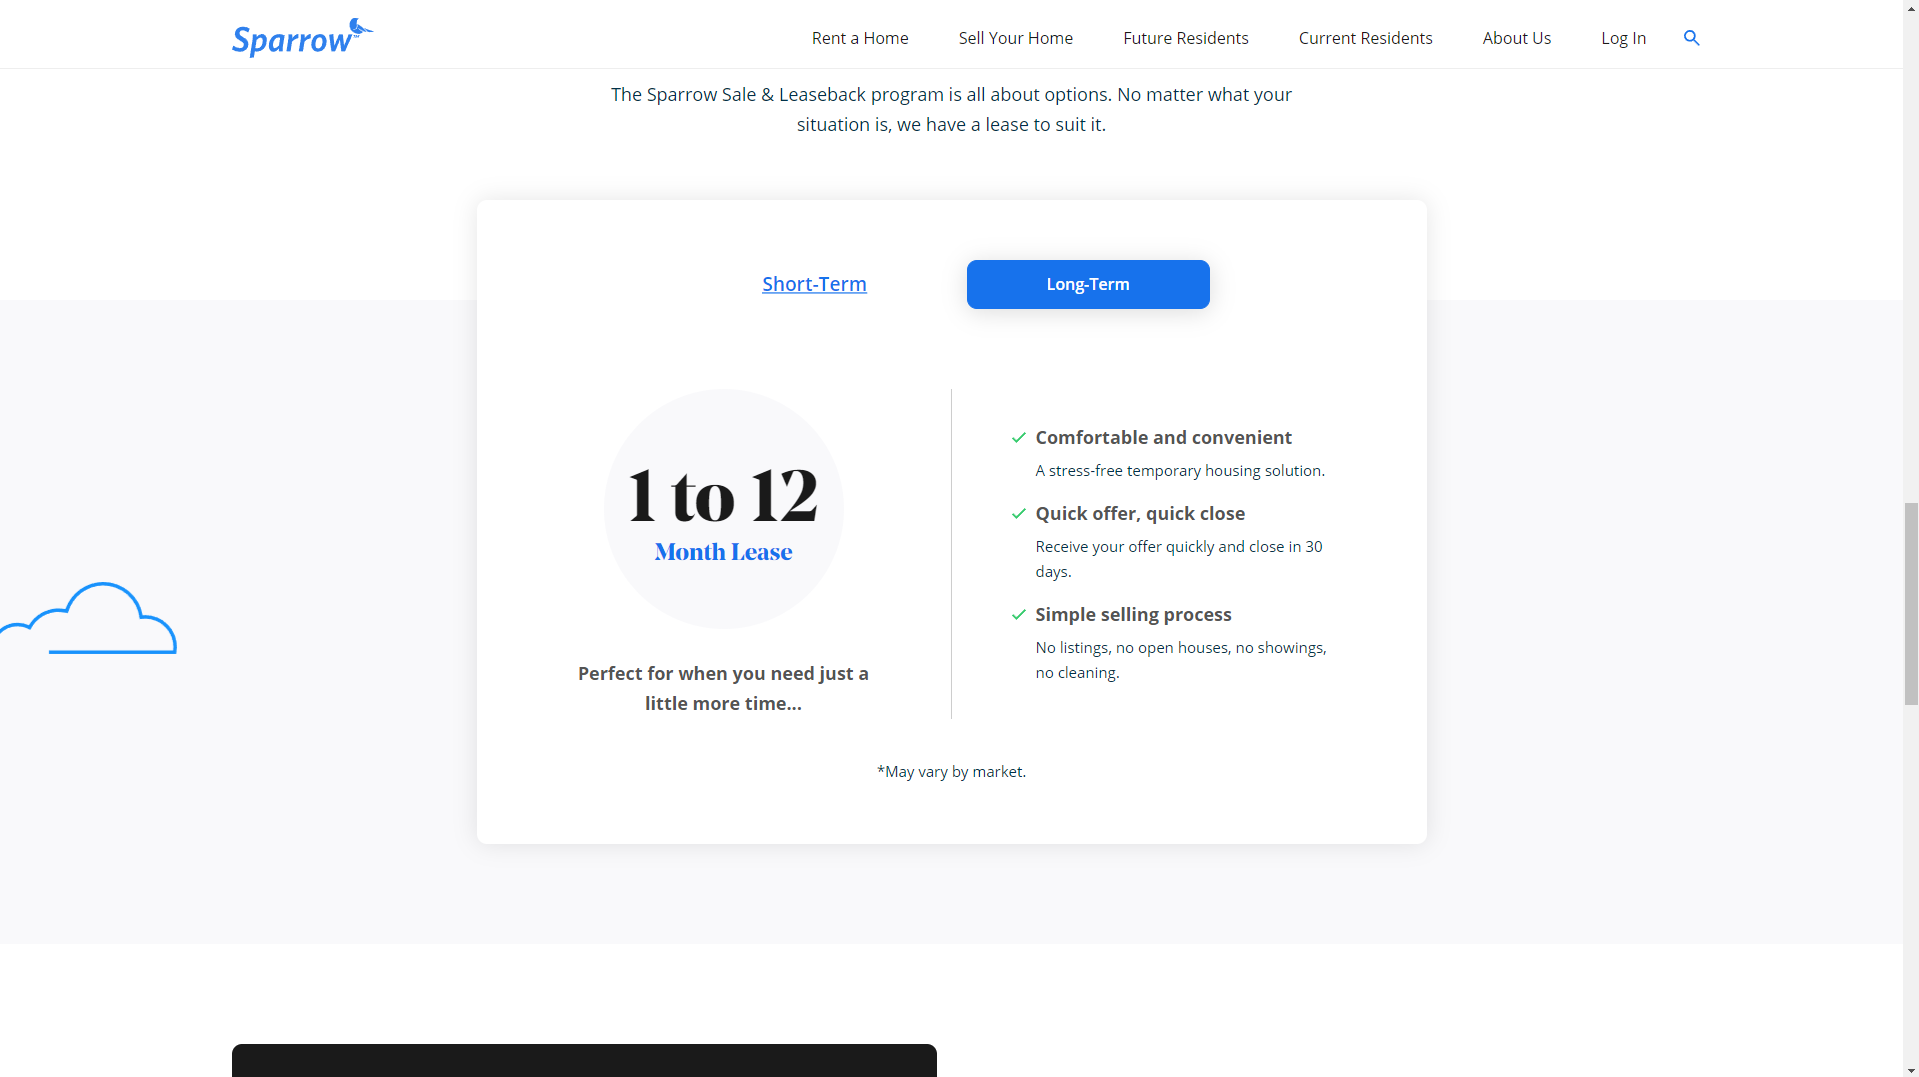 Sparrow™
Rent a Home
Sell Your Home
Future Residents
Current Residents
About Us
Log In
The Sparrow Sale & Leaseback program is all about options. No matter what your
situation is, we have a lease to suit it.
Short-Term
Long-Term
1 to 12
Month Lease
Perfect for when you need just a
little more time...
Comfortable and convenient
A stress-free temporary housing solution.
Quick offer, quick close
Receive your offer quickly and close in 30
days.
Simple selling process
No listings, no open houses, no showings,
no cleaning.
*May vary by market.